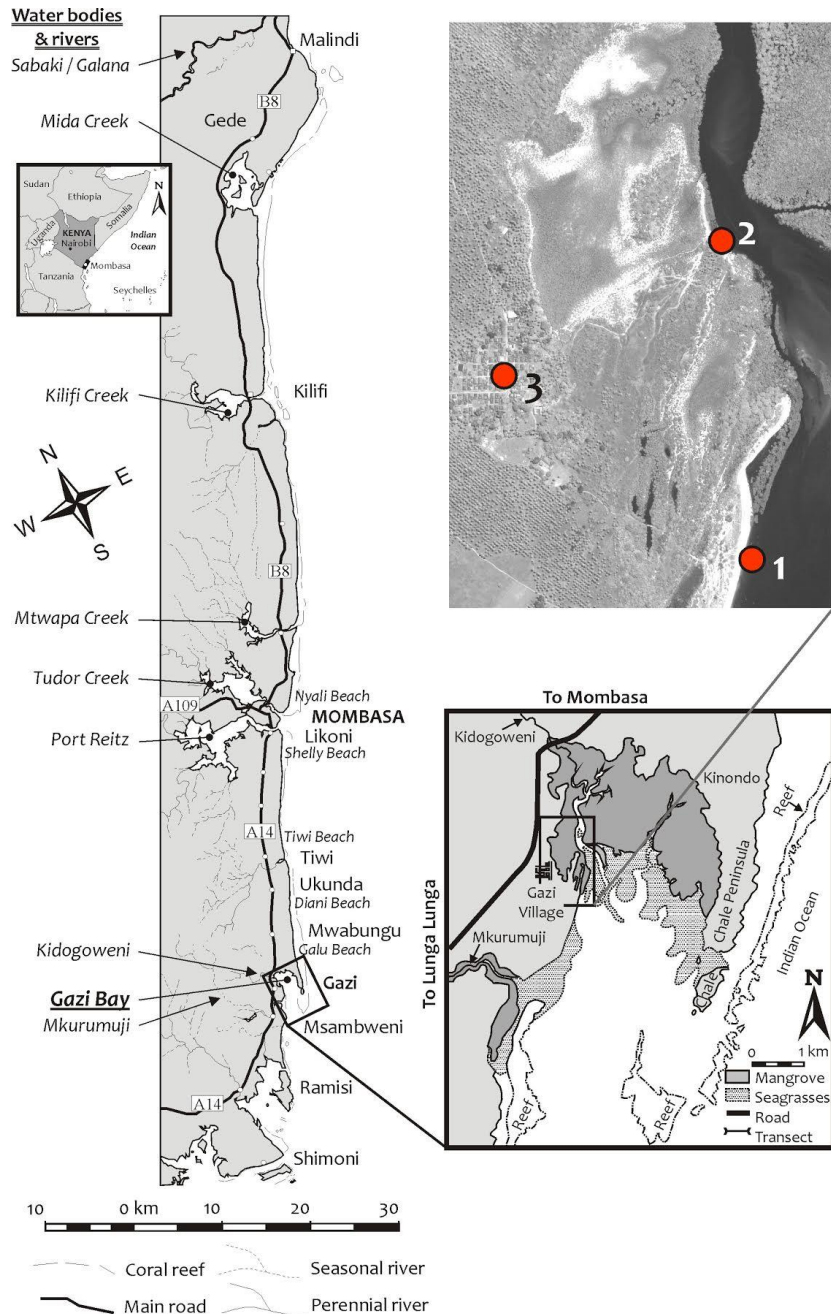 Water bodies
& rivers
Sabaki / Galana
Malindi
B8
Gede
Mida Creek
Sudan
Ethiopia
N
Uganda
KENYA
Nairobi
Somalia
Indian
Ocean
Mombasa
Tanzania
Seychelles
Kilifi Creek
Kilifi
N
E
W
S
B8
Mtwapa Creek
Tudor Creek
A109
Nyali Beach
MOMBASA
Port Reitz
Likoni
Shelly Beach
A14
Tiwi Beach
Tiwi
Ukunda
Diani Beach
Mwabungu
Galu Beach
Kidogoweni
Gazi Bay
Gazi
Mkurumuji
Msambweni
Ramisi
A14
Shimoni
10 0 km 10 20 30
Coral reef
Seasonal river
Main road
Perennial river
2
3
1
To Mombasa
Kidogoweni
Kinondo
Reef
Gazi
Village
Chale Peninsula
Indian Ocean
Mkurumuji
To Lunga Lunga
Chale
N
0 1 km
Mangrove
Seagrasses
Road
Transect
Reef
Reef